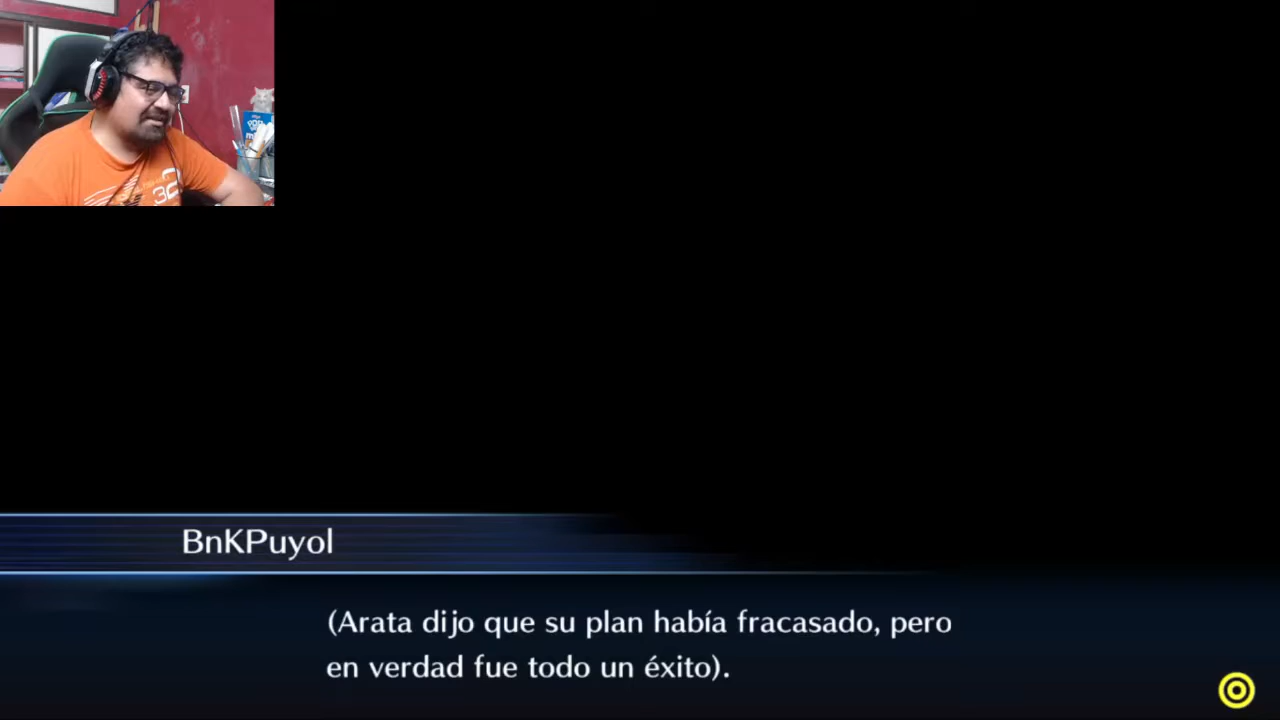 BnKPuyol
(Arata dijo que su plan había fracasado, pero
en verdad fue todo un éxito).